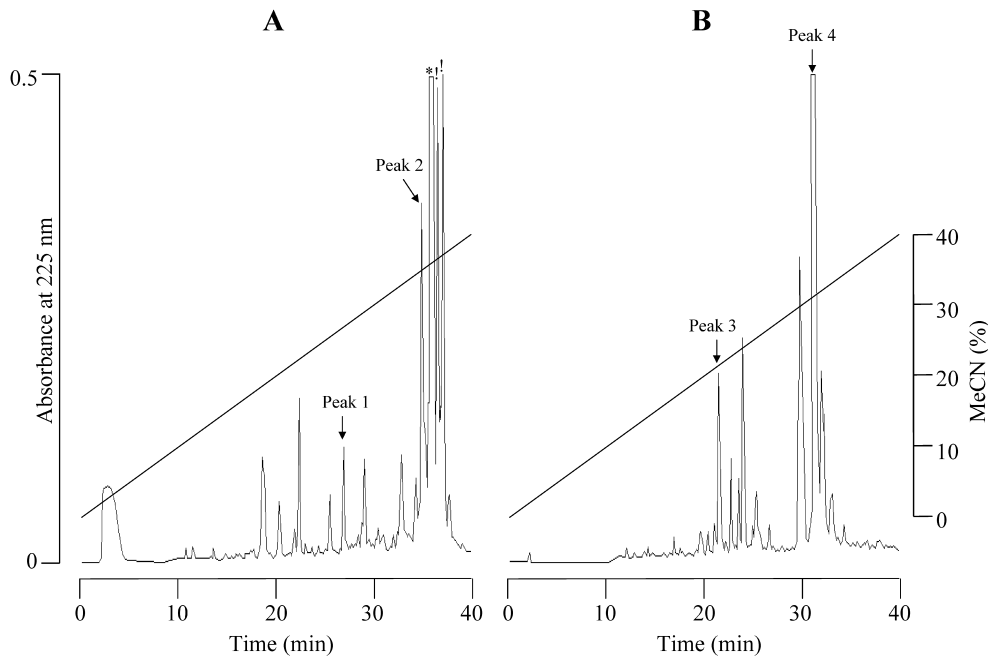 A
B
Peak 4
0.5
*!!
Peak 2
Absorbance at 225 nm
Peak 1
Peak 3
40
30
20
10
0
MeCN (%)
0
0 10 20 30 40
0 10 20 30 40
Time (min)
Time (min)